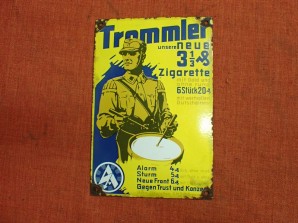 Trommler
unsere neue
3⅓ ₰
Zigarette
6 Stück 20 ₰
Alarm 4 ₰
Sturm 5 ₰
Neue Front 6 ₰
Gegen Trust und Konzern